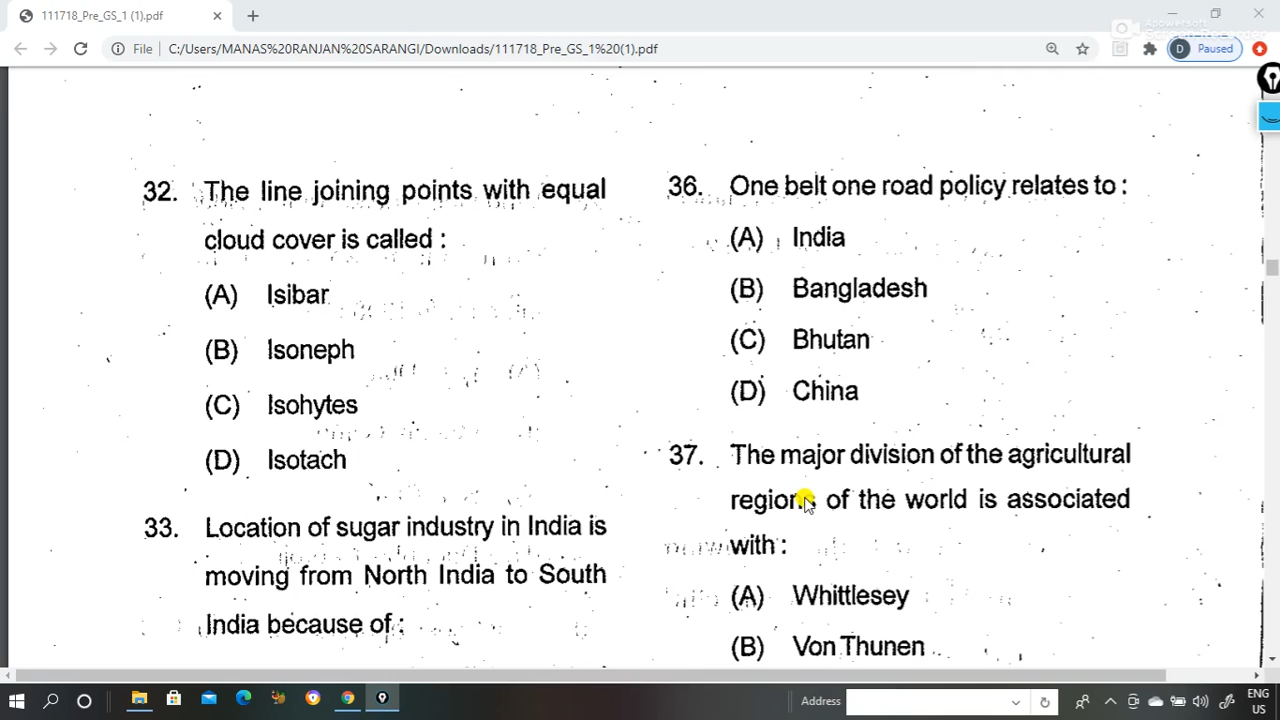 111718_Pre_GS_1 (1).pdf
Apowersoft
Screen Recorder
File C:/Users/MANAS%20RANJAN%20SARANGI/Downloads/111718_Pre_GS_1%20(1).pdf
D Paused
32. The line joining points with equal
cloud cover is called :
(A) Isibar
(B) Isoneph
(C) Isohytes
(D) Isotach
33. Location of sugar industry in India is
moving from North India to South
India because of :
36. One belt one road policy relates to :
(A) India
(B) Bangladesh
(C) Bhutan
(D) China
37. The major division of the agricultural
regions of the world is associated
with :
(A) Whittlesey
(B) Von Thunen
Address
ENG
US